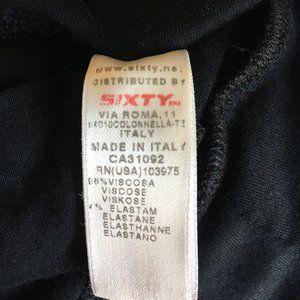 www.sixty.net
DISTRIBUTED BY
SIXTY SPA
VIA ROMA,11
64010COLONNELLA-TE
ITALY
MADE IN ITALY
CA31092
RN(USA)103975
96%VISCOSA
VISCOSE
VISKOSE
4% ELASTAM
ELASTANE
ELASTHANNE
ELASTANO